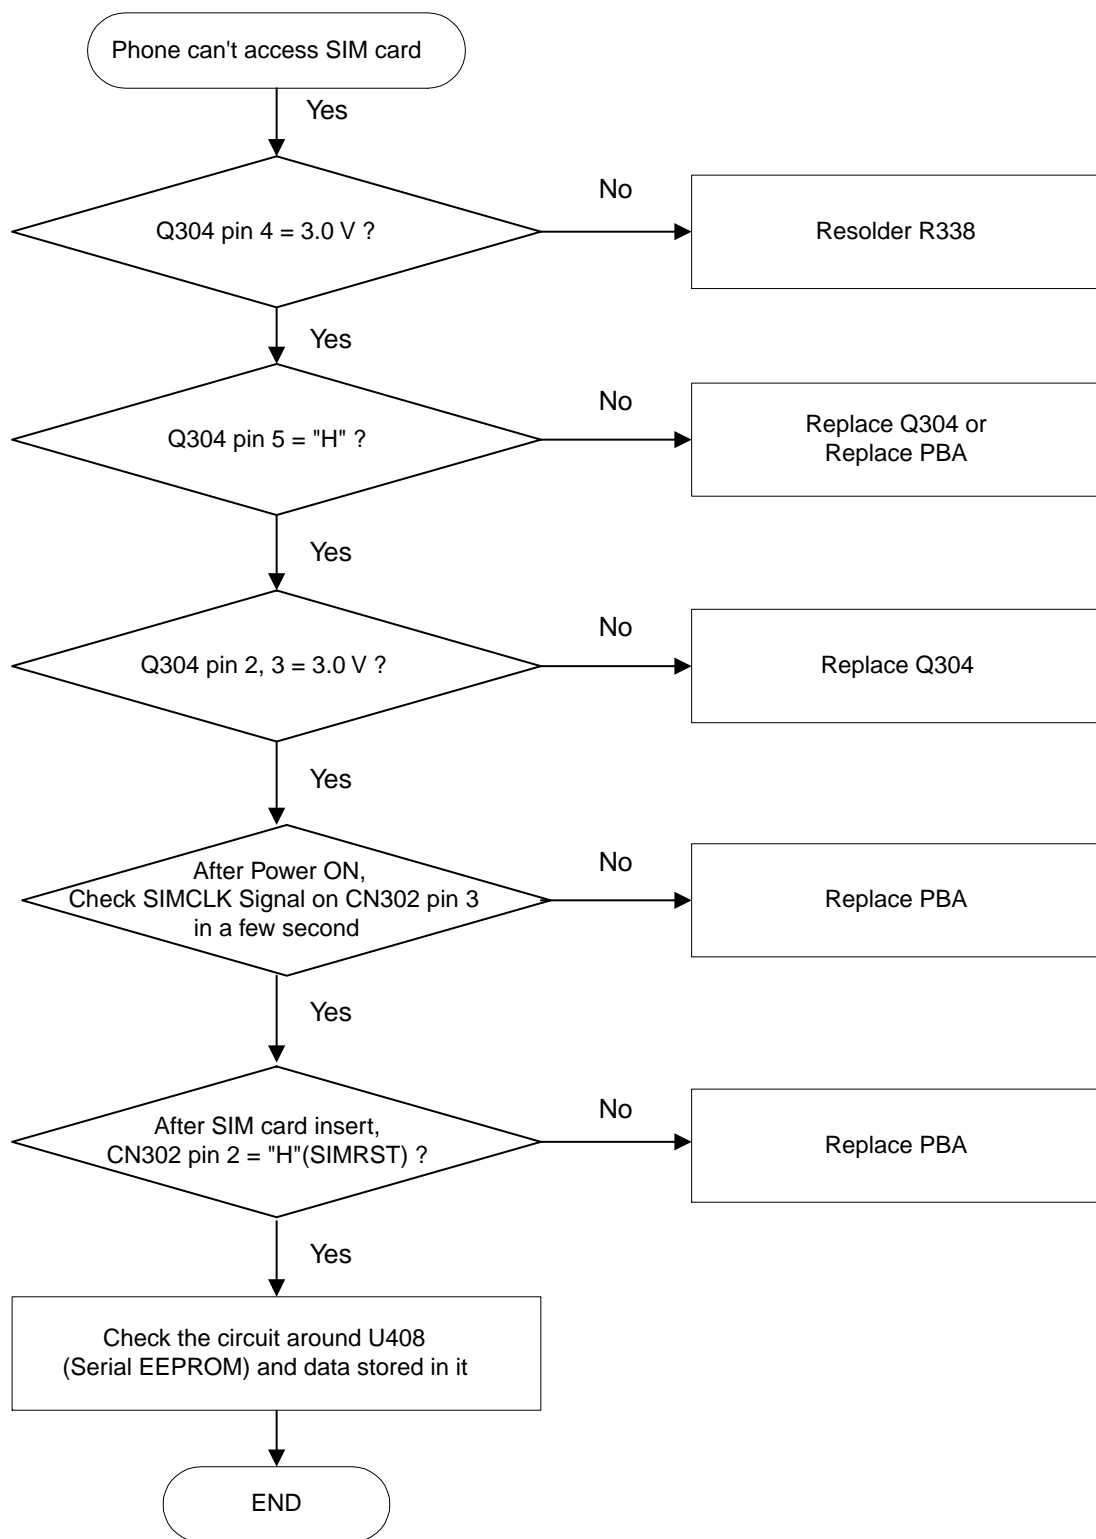 Phone can't access SIM card
Yes
No
Q304 pin 4 = 3.0 V ?
Resolder R338
Yes
No
Q304 pin 5 = "H" ?
Replace Q304 or
Replace PBA
Yes
No
Q304 pin 2, 3 = 3.0 V ?
Replace Q304
Yes
No
After Power ON,
Check SIMCLK Signal on CN302 pin 3
in a few second
Replace PBA
Yes
No
After SIM card insert,
CN302 pin 2 = "H"(SIMRST) ?
Replace PBA
Yes
Check the circuit around U408
(Serial EEPROM) and data stored in it
END